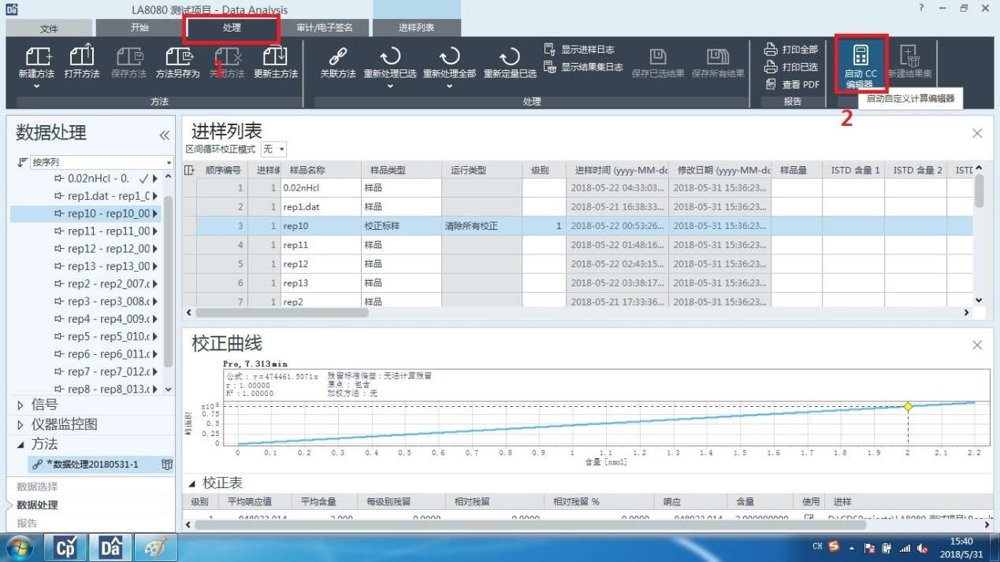 LA8080 测试项目 - Data Analysis
文件 开始 处理 审计/电子签名 进样列表
新建方法 打开方法 保存方法 方法另存为 关闭方法 更新主方法
方法
关联方法 重新处理已选 重新处理全部 重新定量已选
显示进样日志
显示结果集日志
保存已选结果 保存所有结果
处理
打印全部
打印已选
查看 PDF
报告
启动 CC
编辑器
新建结果集
启动自定义计算编辑器
1
2
数据处理
按序列
0.02nHcl - 0.
rep1.dat - rep1_0
rep10 - rep10_00
rep11 - rep11_00
rep12 - rep12_00
rep13 - rep13_00
rep2 - rep2_007.c
rep3 - rep3_008.c
rep4 - rep4_009.c
rep5 - rep5_010.c
rep6 - rep6_011.c
rep7 - rep7_012.c
rep8 - rep8_013.c
信号
仪器监控图
方法
*数据处理20180531-1
数据选择
数据处理
报告
进样列表
区间循环校正模式 无
顺序编号 进样编 样品名称 样品类型 运行类型 级别 进样时间 (yyyy-MM-dd 修改日期 (yyyy-MM-dd 样品量 ISTD 含量 1 ISTD 含量 2 ISTD
1 1 0.02nHcl 样品 2018-05-22 04:33:03... 2018-05-31 15:36:23...
2 1 rep1.dat 样品 2018-05-21 16:38:33... 2018-05-31 15:36:23...
3 1 rep10 校正标样 清除所有校正 1 2018-05-22 00:53:26... 2018-05-31 15:36:23...
4 1 rep11 样品 2018-05-22 01:48:16... 2018-05-31 15:36:23...
5 1 rep12 样品 2018-05-22 02:43:15... 2018-05-31 15:36:23...
6 1 rep13 样品 2018-05-22 03:38:17... 2018-05-31 15:36:23...
7 1 rep2 样品 2018-05-21 17:33:36... 2018-05-31 15:36:23...
校正曲线
Pro, 7.313min
公式 : y=474461.5071x 残留标准偏差 : 无法计算残留
r : 1.00000 原点 : 包含
R² : 1.00000 加权方法 : 无
峰面积
x10⁶
0.75
0.5
0.25
0
0 0.1 0.2 0.3 0.4 0.5 0.6 0.7 0.8 0.9 1 1.1 1.2 1.3 1.4 1.5 1.6 1.7 1.8 1.9 2 2.1 2.2
含量 [nmol]
校正表
级别 平均响应值 平均含量 每级别残留 相对残留 相对残留 % 响应 含量 使用 进样
1 948923.014 2.000 0.0000 0.0000 0.0000 948923.014 2.000000000 D:\CDSProjects\LA8080 测试项目\Resul
Cp Da
CH
15:40
2018/5/31